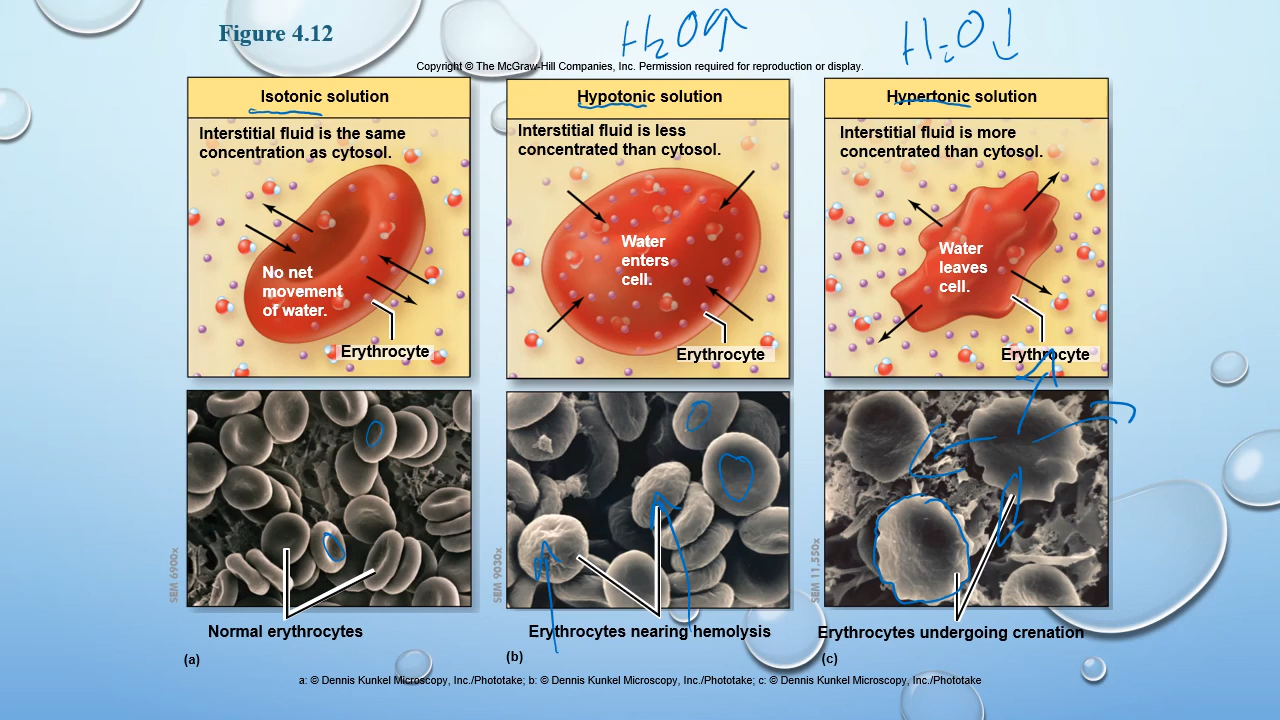 Figure 4.12
H₂O↑
H₂O↓
Copyright © The McGraw-Hill Companies, Inc. Permission required for reproduction or display.
Isotonic solution
Interstitial fluid is the same
concentration as cytosol.
No net
movement
of water.
Erythrocyte
Hypotonic solution
Interstitial fluid is less
concentrated than cytosol.
Water
enters
cell.
Erythrocyte
Hypertonic solution
Interstitial fluid is more
concentrated than cytosol.
Water
leaves
cell.
Erythrocyte
SEM 6900x
Normal erythrocytes
(a)
SEM 9030x
Erythrocytes nearing hemolysis
(b)
SEM 11,550x
Erythrocytes undergoing crenation
(c)
a: © Dennis Kunkel Microscopy, Inc./Phototake; b: © Dennis Kunkel Microscopy, Inc./Phototake; c: © Dennis Kunkel Microscopy, Inc./Phototake